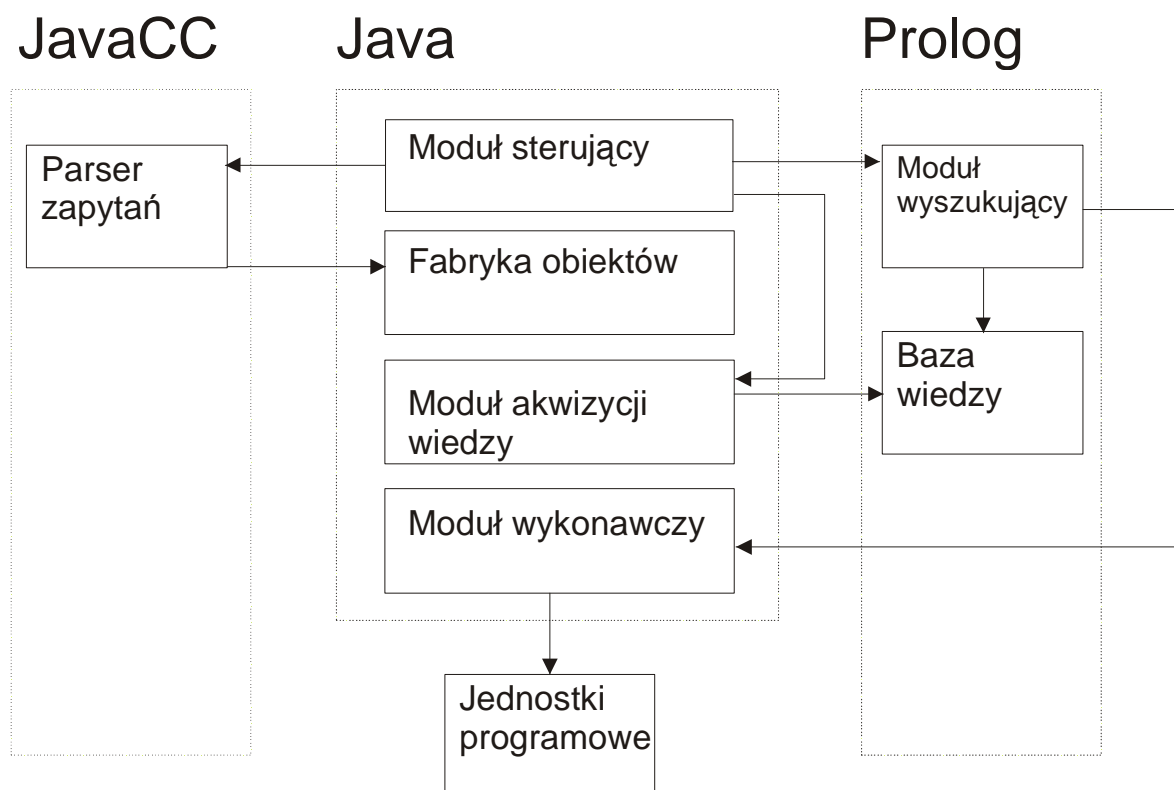 JavaCC
Java
Prolog
Parser
zapytań
Moduł sterujący
Moduł
wyszukujący
Fabryka obiektów
Baza
wiedzy
Moduł akwizycji
wiedzy
Moduł wykonawczy
Jednostki
programowe